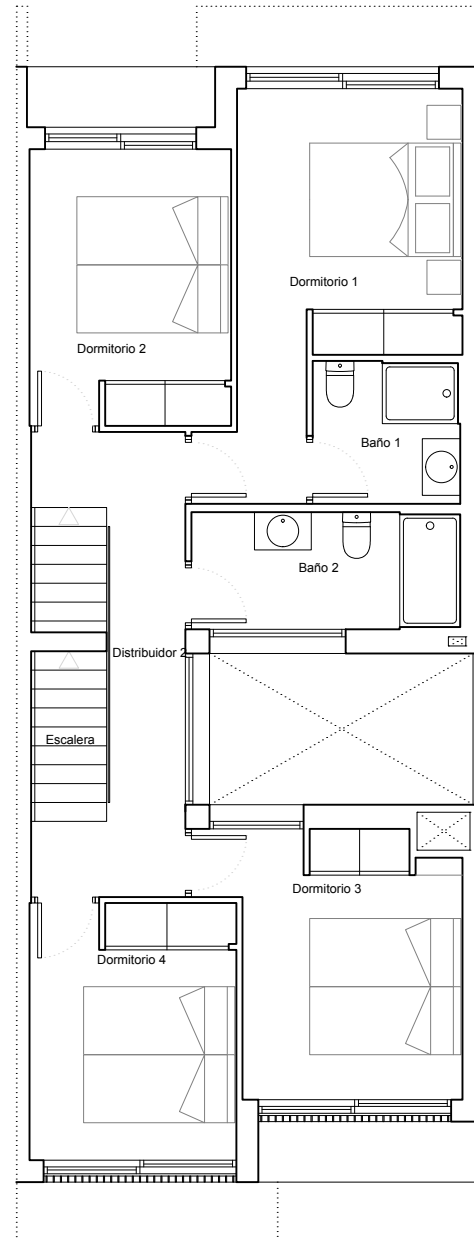 Dormitorio 1
Dormitorio 2
Baño 1
Baño 2
Distribuidor 2
Escalera
Dormitorio 3
Dormitorio 4